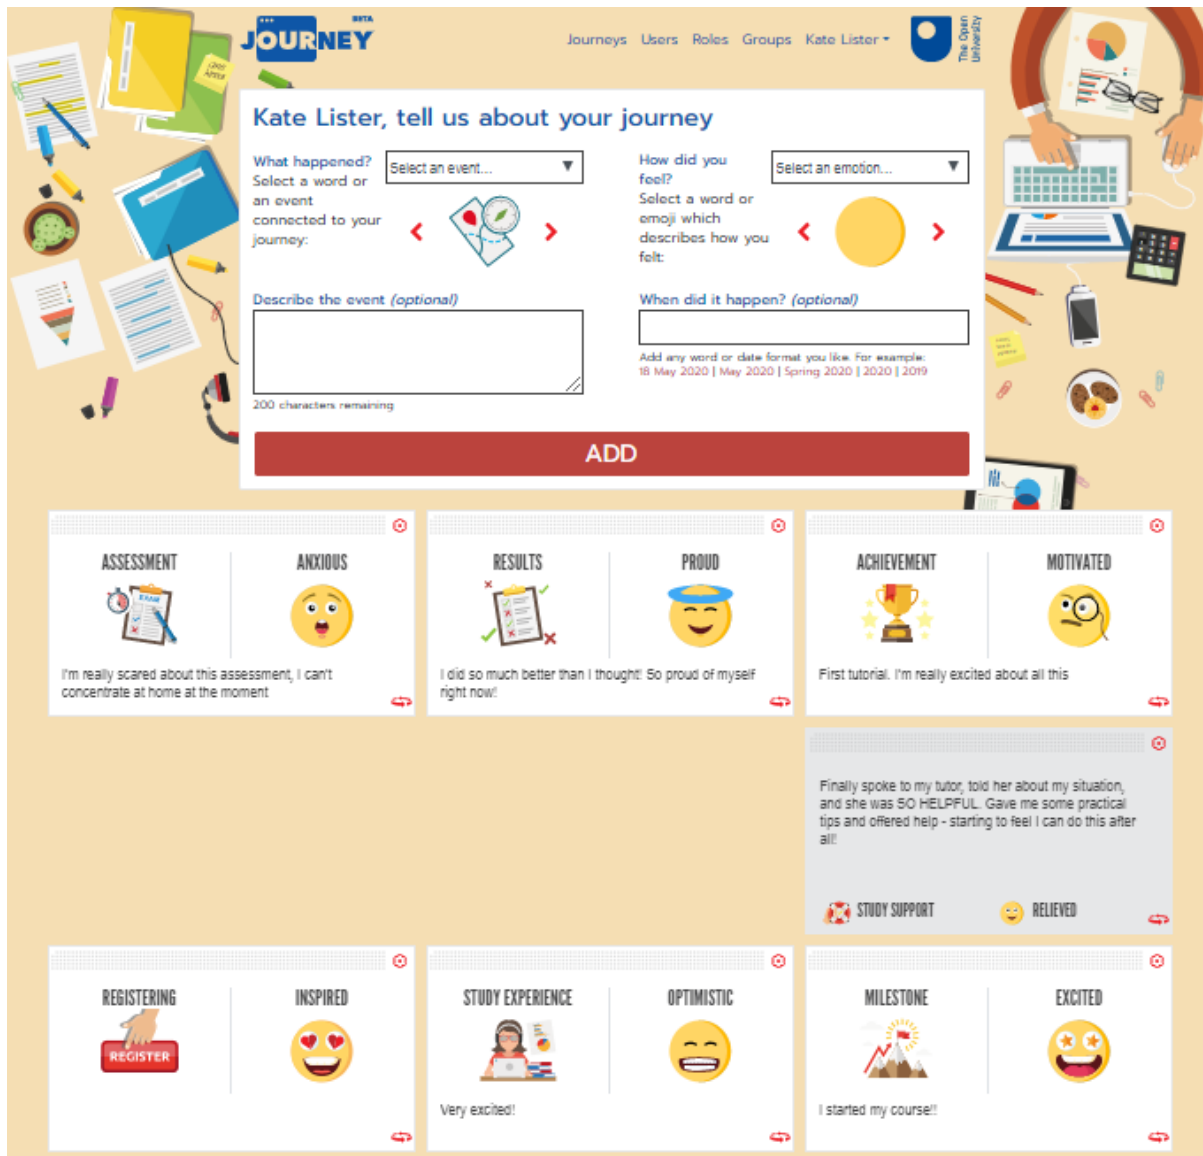 BETA
JOURNEY
Journeys Users Roles Groups Kate Lister
The Open
University
Kate Lister, tell us about your journey
What happened?
Select a word or
an event
connected to your
journey:
Select an event...
How did you
feel?
Select a word or
emoji which
describes how you
felt:
Select an emotion...
Describe the event (optional)
200 characters remaining
When did it happen? (optional)
Add any word or date format you like. For example:
18 May 2020 | May 2020 | Spring 2020 | 2020 | 2019
ADD
ASSESSMENT
ANXIOUS
EXAM
I'm really scared about this assessment, I can't
concentrate at home at the moment
RESULTS
PROUD
I did so much better than I thought! So proud of myself
right now!
ACHIEVEMENT
MOTIVATED
First tutorial. I'm really excited about all this
Finally spoke to my tutor, told her about my situation,
and she was SO HELPFUL. Gave me some practical
tips and offered help - starting to feel I can do this after
all!
STUDY SUPPORT
RELIEVED
REGISTERING
INSPIRED
REGISTER
STUDY EXPERIENCE
OPTIMISTIC
Very excited!
MILESTONE
EXCITED
I started my course!!